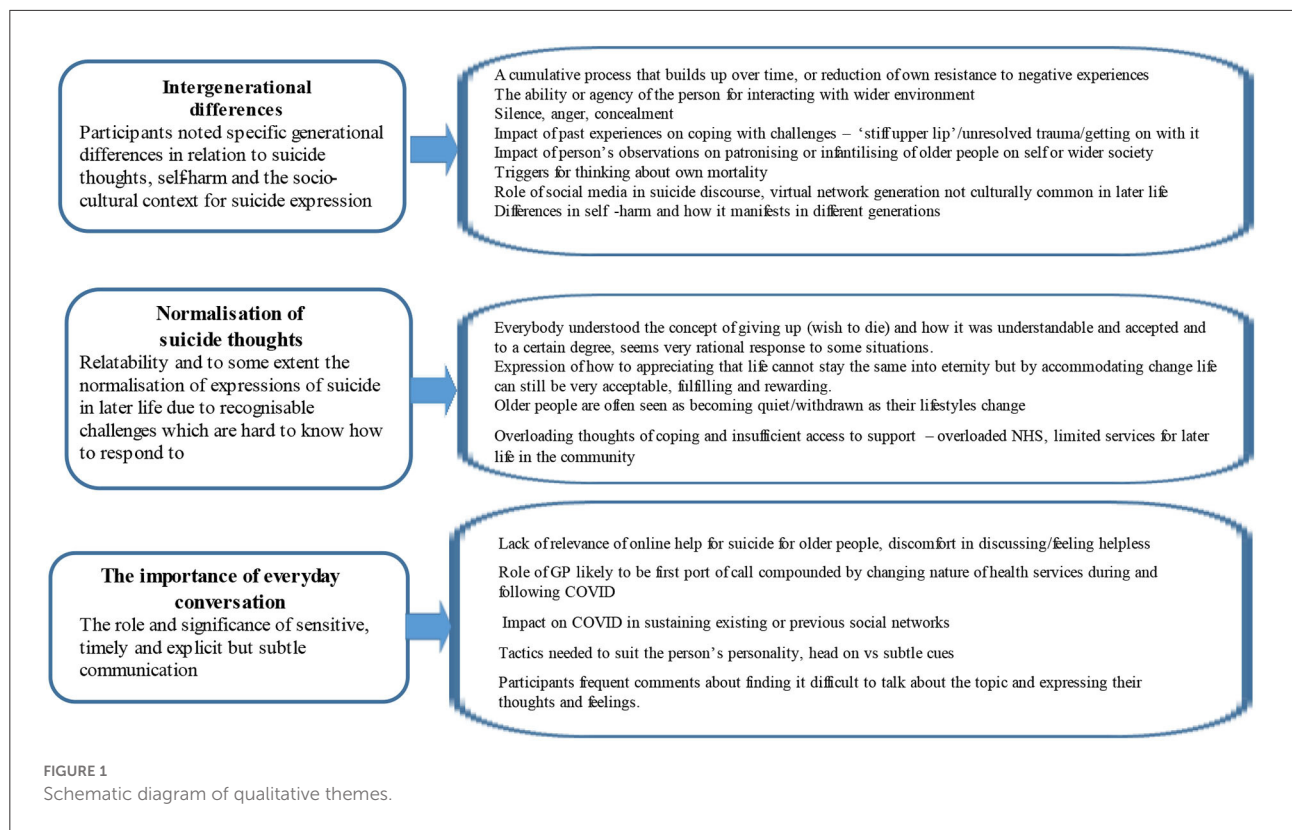 Intergenerational
differences
Participants noted specific generational
differences in relation to suicide
thoughts, self-harm and the socio-
cultural context for suicide expression
A cumulative process that builds up over time, or reduction of own resistance to negative experiences
The ability or agency of the person for interacting with wider environment
Silence, anger, concealment
Impact of past experiences on coping with challenges – ‘stiff upper lip’/unresolved trauma/getting on with it
Impact of person’s observations on patronising or infantilising of older people on self or wider society
Triggers for thinking about own mortality
Role of social media in suicide discourse, virtual network generation not culturally common in later life
Differences in self -harm and how it manifests in different generations
Normalisation of
suicide thoughts
Relatability and to some extent the
normalisation of expressions of suicide
in later life due to recognisable
challenges which are hard to know how
to respond to
Everybody understood the concept of giving up (wish to die) and how it was understandable and accepted and
to a certain degree, seems very rational response to some situations.
Expression of how to appreciating that life cannot stay the same into eternity but by accommodating change life
can still be very acceptable, fulfilling and rewarding.
Older people are often seen as becoming quiet/withdrawn as their lifestyles change
Overloading thoughts of coping and insufficient access to support – overloaded NHS, limited services for later
life in the community
The importance of everyday
conversation
The role and significance of sensitive,
timely and explicit but subtle
communication
Lack of relevance of online help for suicide for older people, discomfort in discussing/feeling helpless
Role of GP likely to be first port of call compounded by changing nature of health services during and
following COVID
Impact on COVID in sustaining existing or previous social networks
Tactics needed to suit the person’s personality, head on vs subtle cues
Participants frequent comments about finding it difficult to talk about the topic and expressing their
thoughts and feelings.
FIGURE 1
Schematic diagram of qualitative themes.